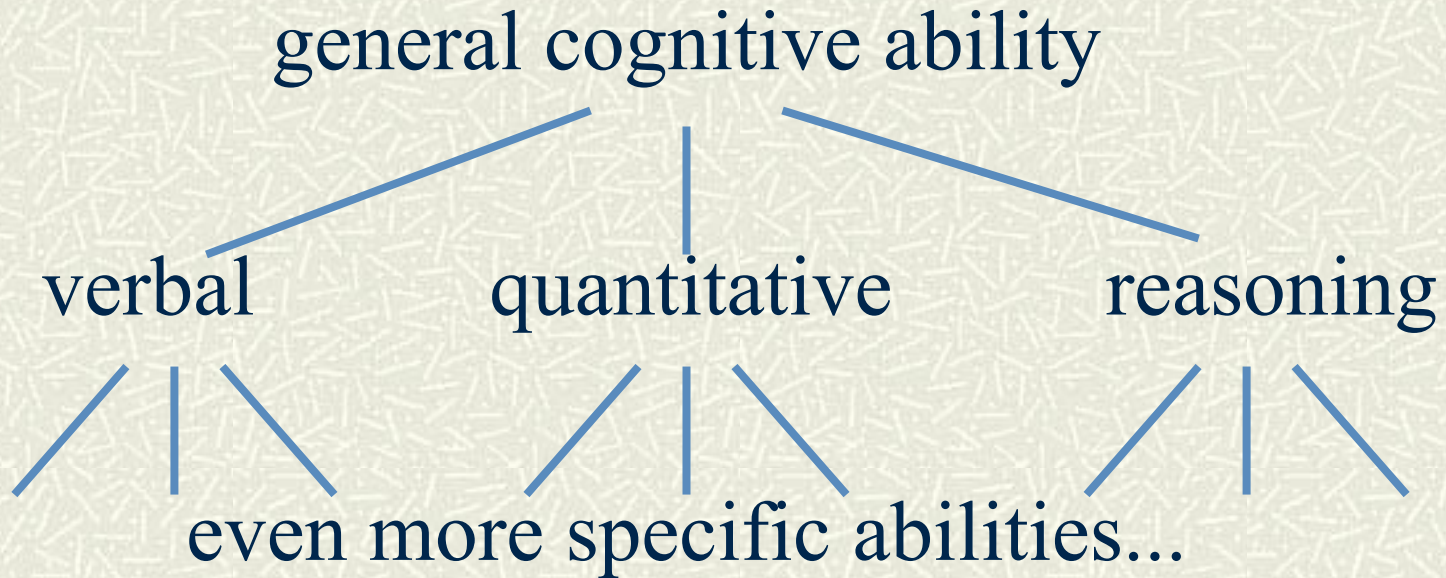 general cognitive ability
verbal quantitative reasoning
even more specific abilities...